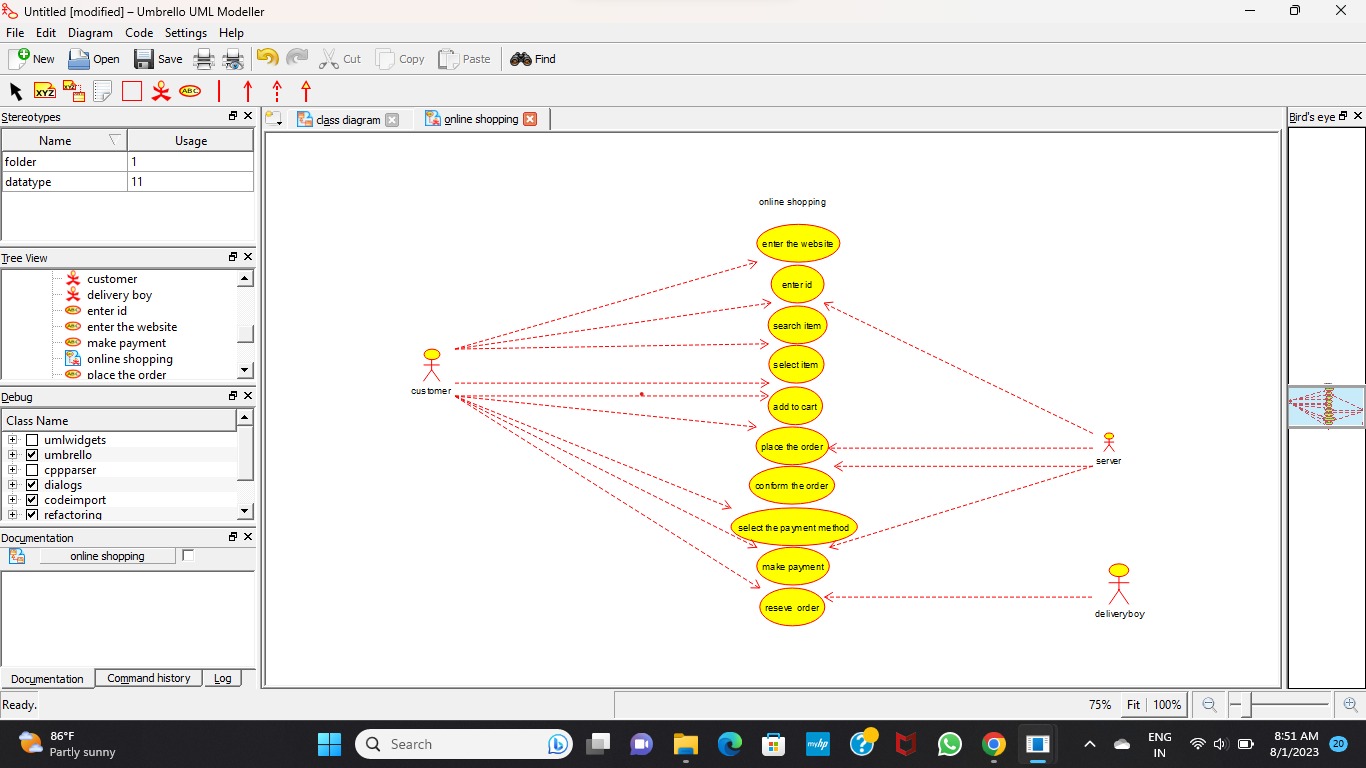 Untitled [modified] – Umbrello UML Modeller
File Edit Diagram Code Settings Help
New Open Save Cut Copy Paste Find
XYZ XYZ ABC
Stereotypes
Name Usage
folder 1
datatype 11
Tree View
customer
delivery boy
enter id
enter the website
make payment
online shopping
place the order
Debug
Class Name
umlwidgets
umbrello
cppparser
dialogs
codeimport
refactoring
Documentation
online shopping
Documentation Command history Log
class diagram online shopping
online shopping
enter the website
enter id
search item
select item
customer
add to cart
place the order
server
conform the order
select the payment method
make payment
reseve order
deliveryboy
Bird's eye
Ready.
75% Fit 100%
86°F
Partly sunny
Search
myhp
ENG
IN
8:51 AM
8/1/2023
20